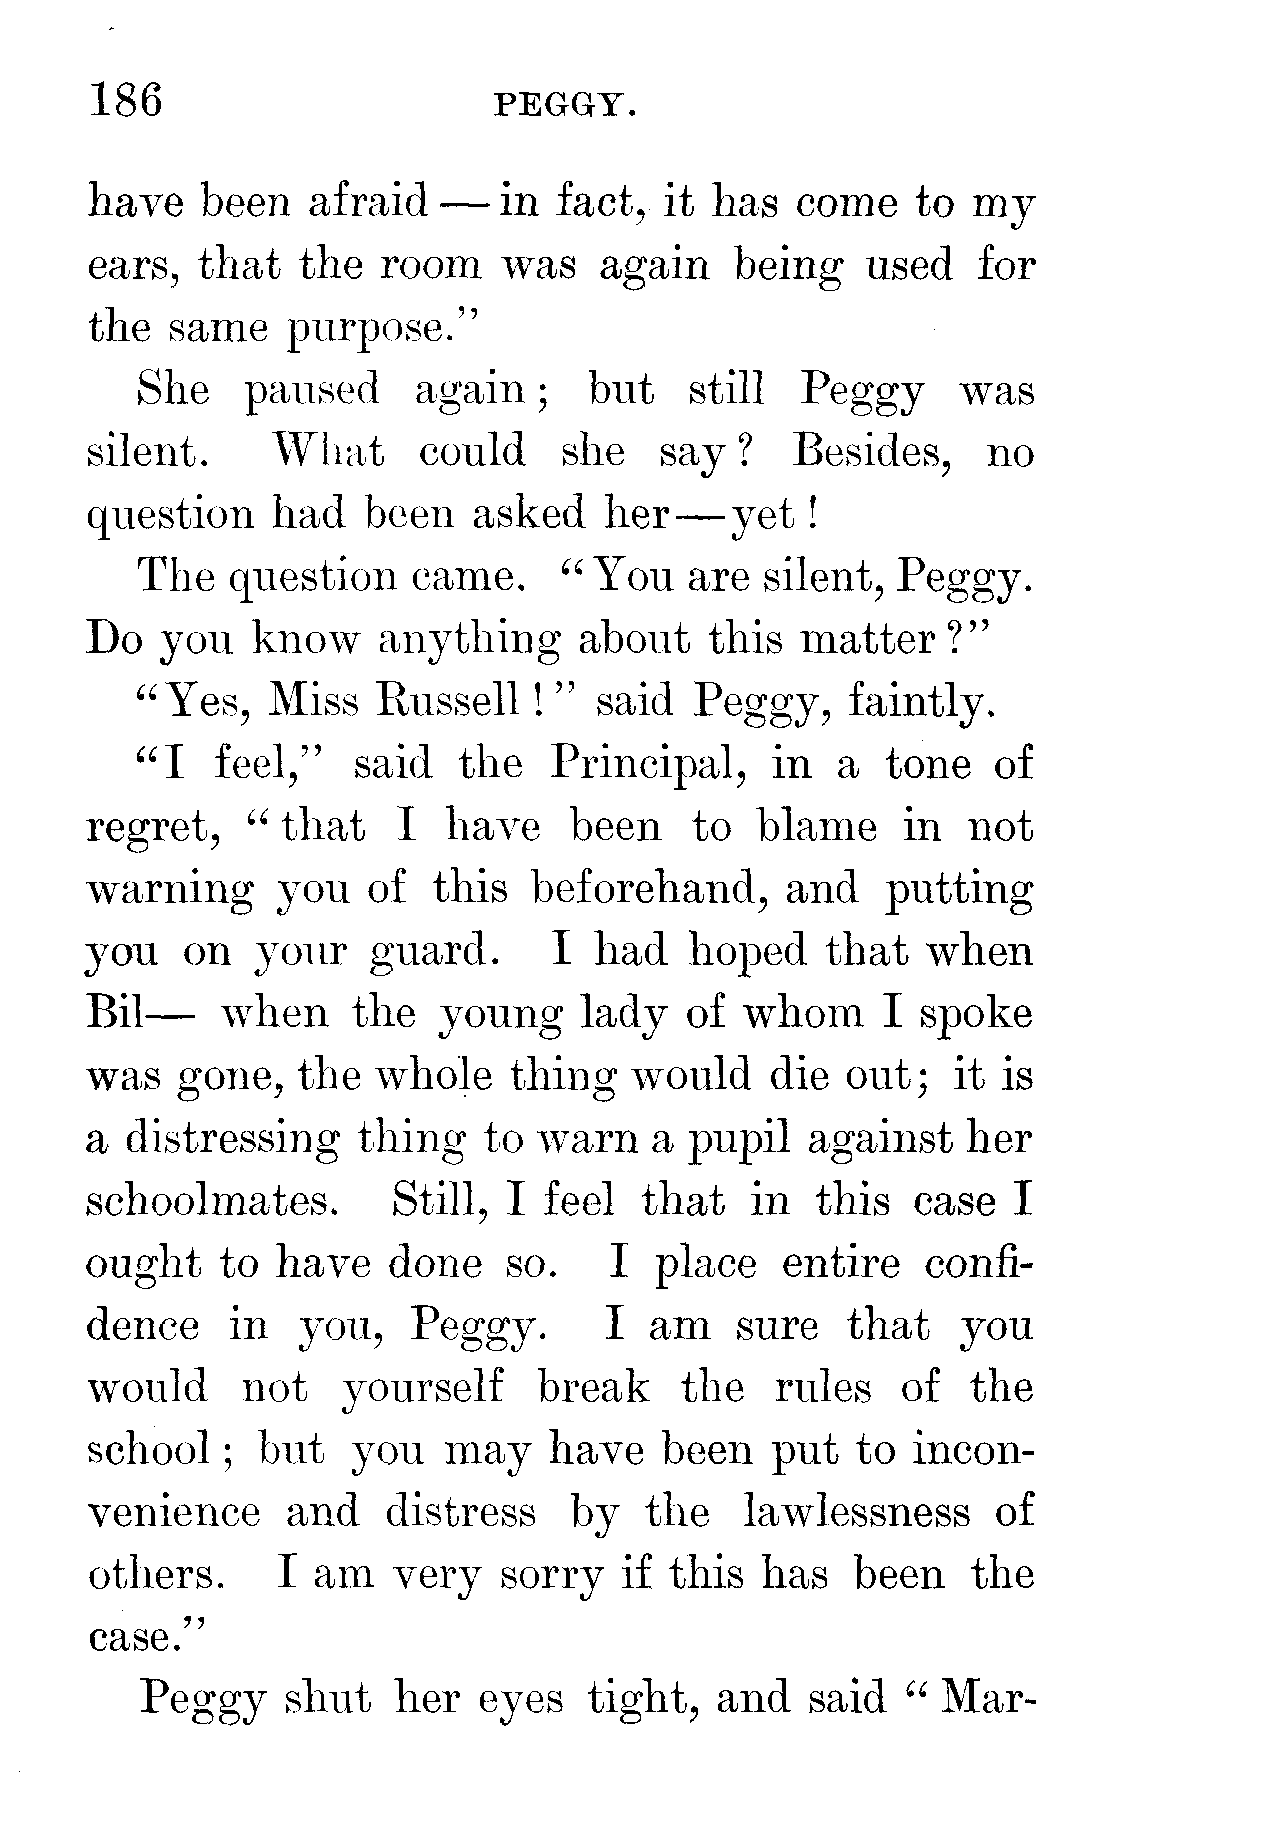 186 PEGGY.
have been afraid — in fact, it has come to my
ears, that the room was again being used for
the same purpose."
She paused again; but still Peggy was
silent. What could she say? Besides, no
question had been asked her—yet!
The question came. "You are silent, Peggy.
Do you know anything about this matter?"
"Yes, Miss Russell!" said Peggy, faintly.
"I feel," said the Principal, in a tone of
regret, "that I have been to blame in not
warning you of this beforehand, and putting
you on your guard. I had hoped that when
Bil— when the young lady of whom I spoke
was gone, the whole thing would die out; it is
a distressing thing to warn a pupil against her
schoolmates. Still, I feel that in this case I
ought to have done so. I place entire confi-
dence in you, Peggy. I am sure that you
would not yourself break the rules of the
school; but you may have been put to incon-
venience and distress by the lawlessness of
others. I am very sorry if this has been the
case."
Peggy shut her eyes tight, and said "Mar-